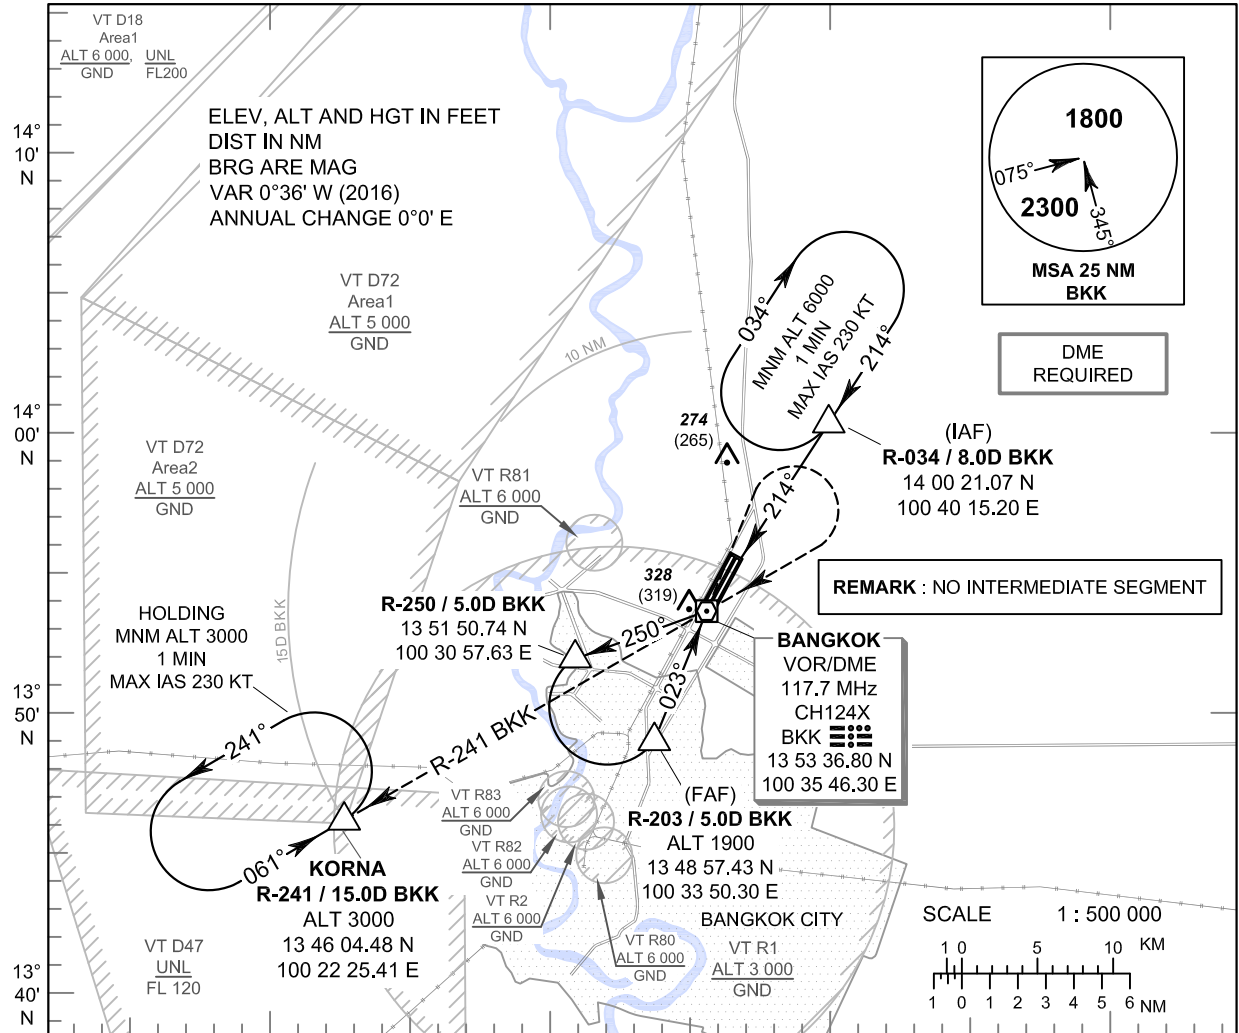 VT D18
Area1
ALT 6 000, UNL
GND FL200
ELEV, ALT AND HGT IN FEET
DIST IN NM
BRG ARE MAG
VAR 0°36' W (2016)
ANNUAL CHANGE 0°0' E
14°
10'
N
1800
075°
2300
345°
MSA 25 NM
BKK
DME
REQUIRED
VT D72
Area1
ALT 5 000
GND
10 NM
034°
MNM ALT 6000
1 MIN
MAX IAS 230 KT
214°
14°
00'
N
274
(265)
(IAF)
R-034 / 8.0D BKK
14 00 21.07 N
100 40 15.20 E
VT D72
Area2
ALT 5 000
GND
VT R81
ALT 6 000
GND
214°
REMARK : NO INTERMEDIATE SEGMENT
328
(319)
R-250 / 5.0D BKK
13 51 50.74 N
100 30 57.63 E
250°
HOLDING
MNM ALT 3000
1 MIN
MAX IAS 230 KT
15 D BKK
BANGKOK
VOR/DME
117.7 MHz
CH124X
BKK
13 53 36.80 N
100 35 46.30 E
023°
13°
50'
N
241°
R-241 BKK
061°
VT R83
ALT 6 000
GND
(FAF)
R-203 / 5.0D BKK
ALT 1900
13 48 57.43 N
100 33 50.30 E
VT R82
ALT 6 000
GND
KORNA
R-241 / 15.0D BKK
ALT 3000
13 46 04.48 N
100 22 25.41 E
VT R2
ALT 6 000
GND
VT R80
ALT 6 000
GND
BANGKOK CITY
VT R1
ALT 3 000
GND
VT D47
UNL
FL 120
SCALE 1 : 500 000
1 0 5 10 KM
1 0 1 2 3 4 5 6 NM
13°
40'
N